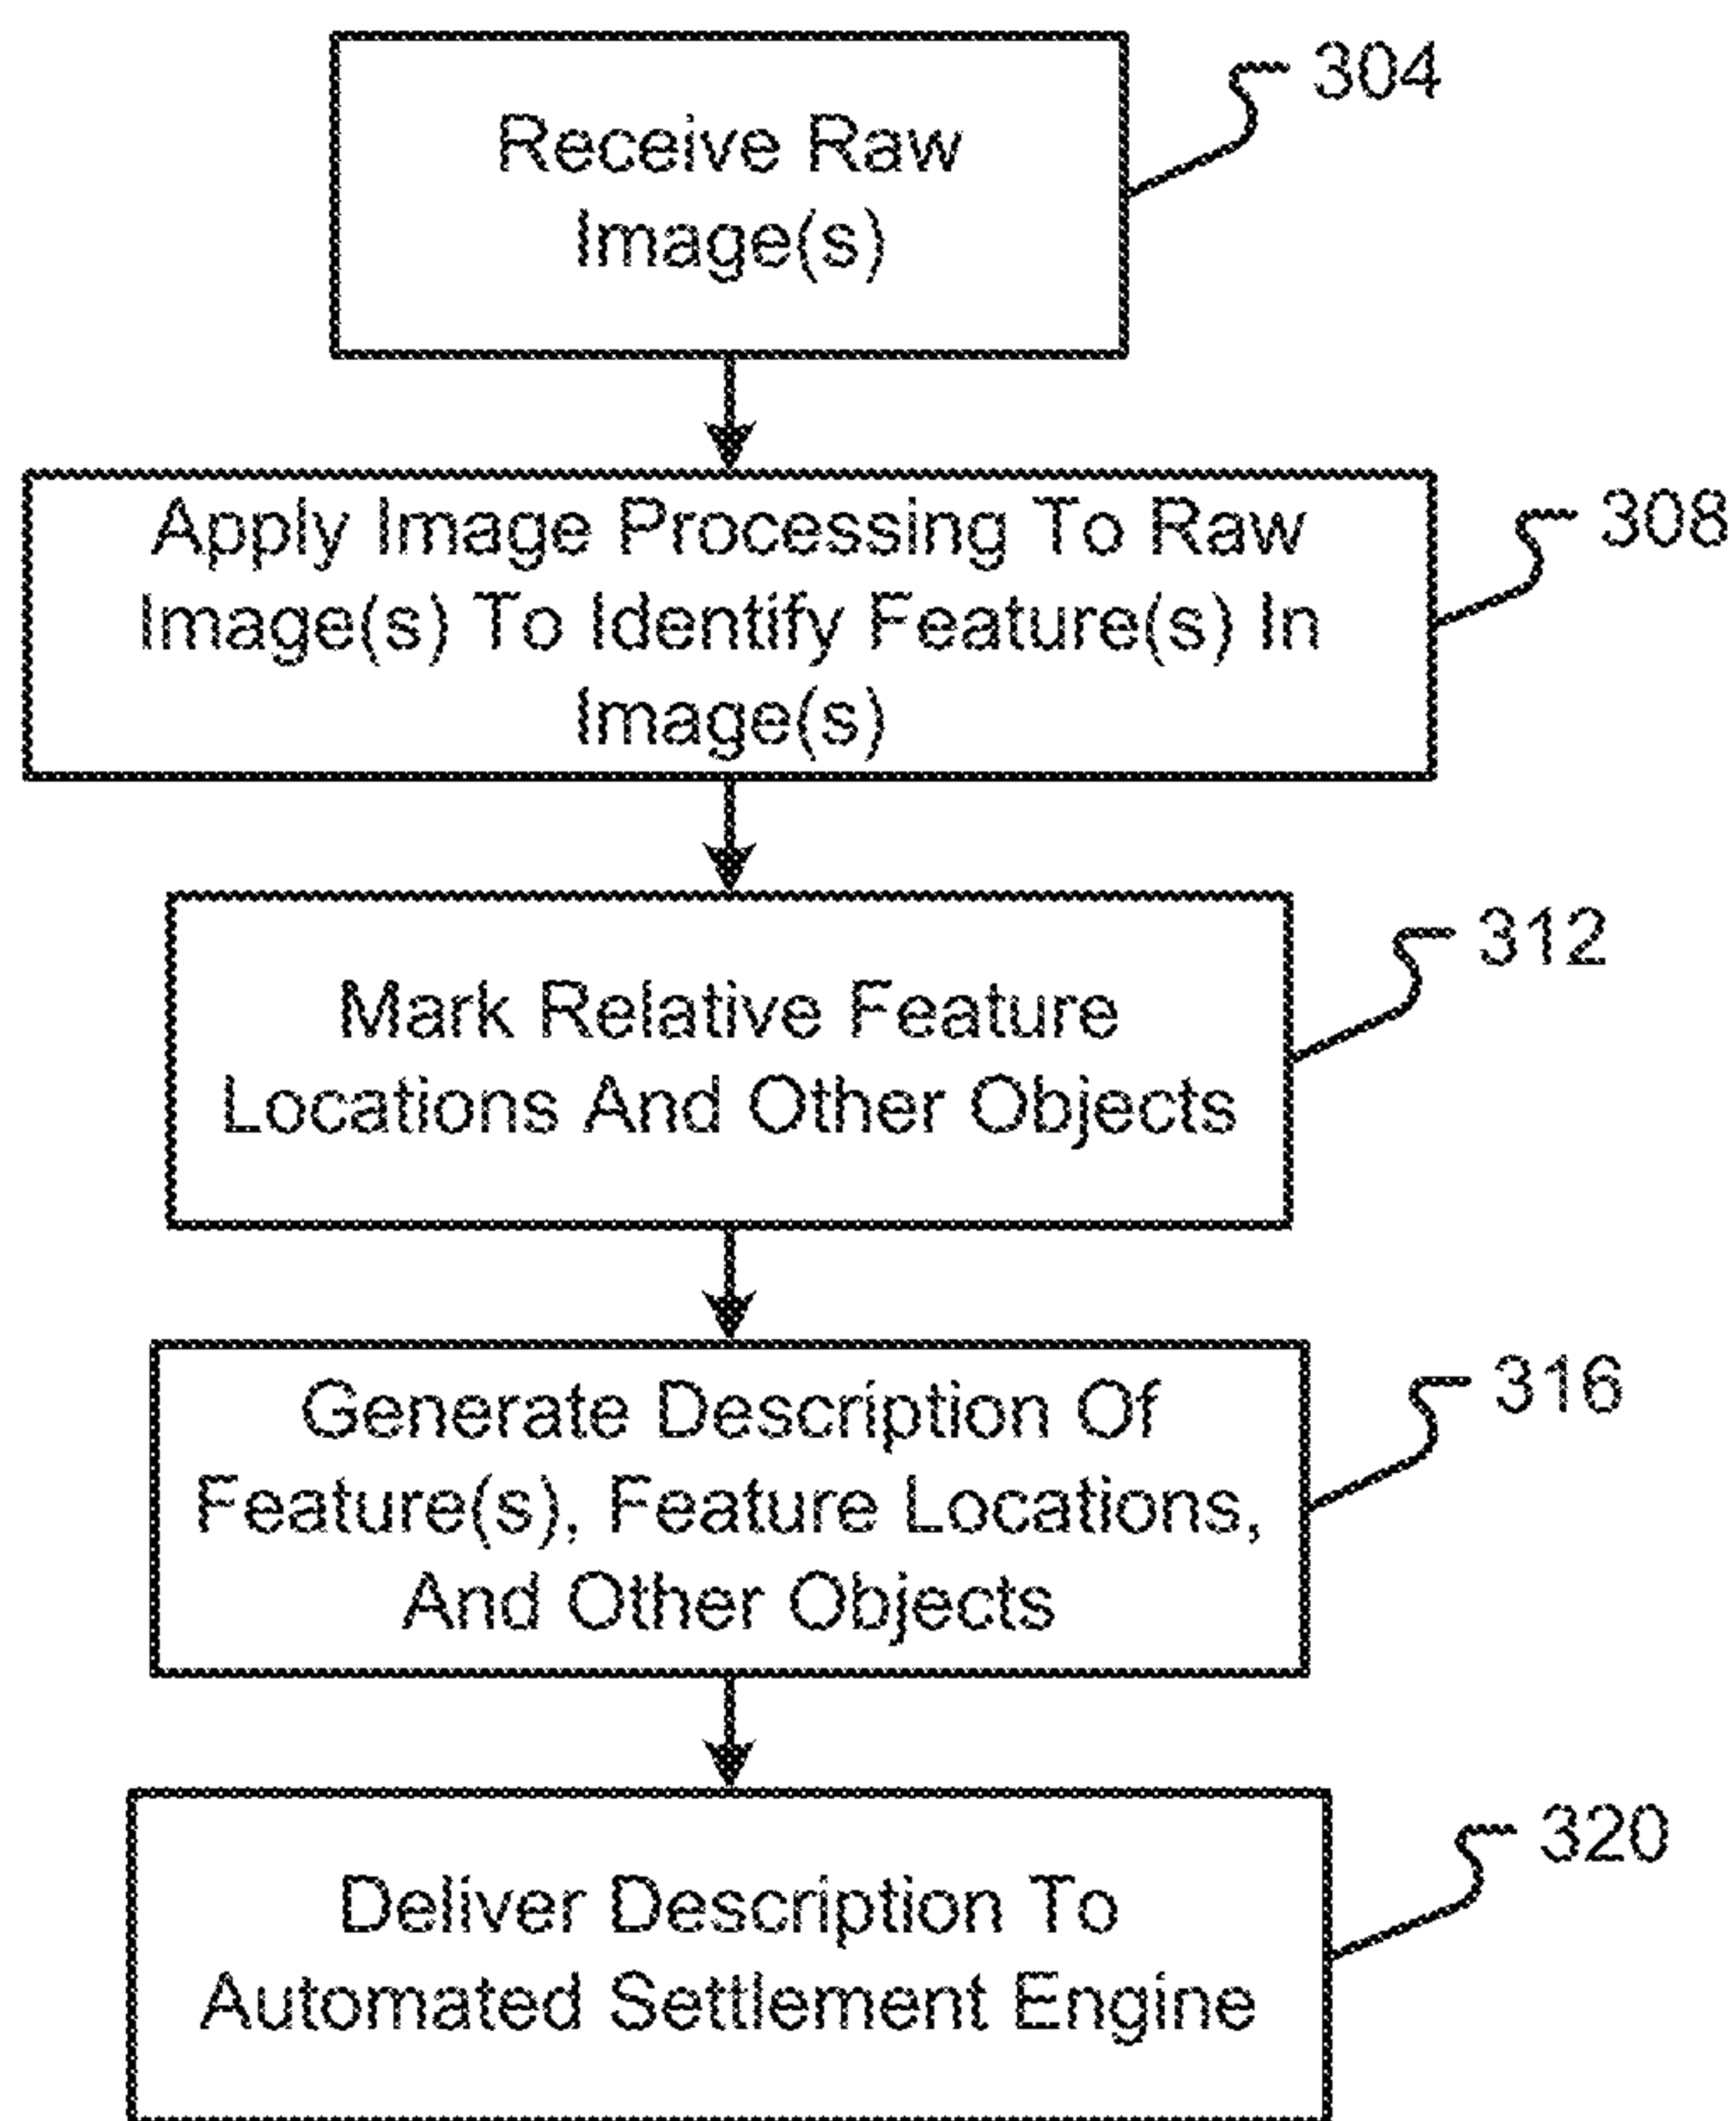 Receive Raw
Image(s)
304
Apply Image Processing To Raw
Image(s) To Identify Feature(s) In
Image(s)
308
Mark Relative Feature
Locations And Other Objects
312
Generate Description Of
Feature(s), Feature Locations,
And Other Objects
316
Deliver Description To
Automated Settlement Engine
320